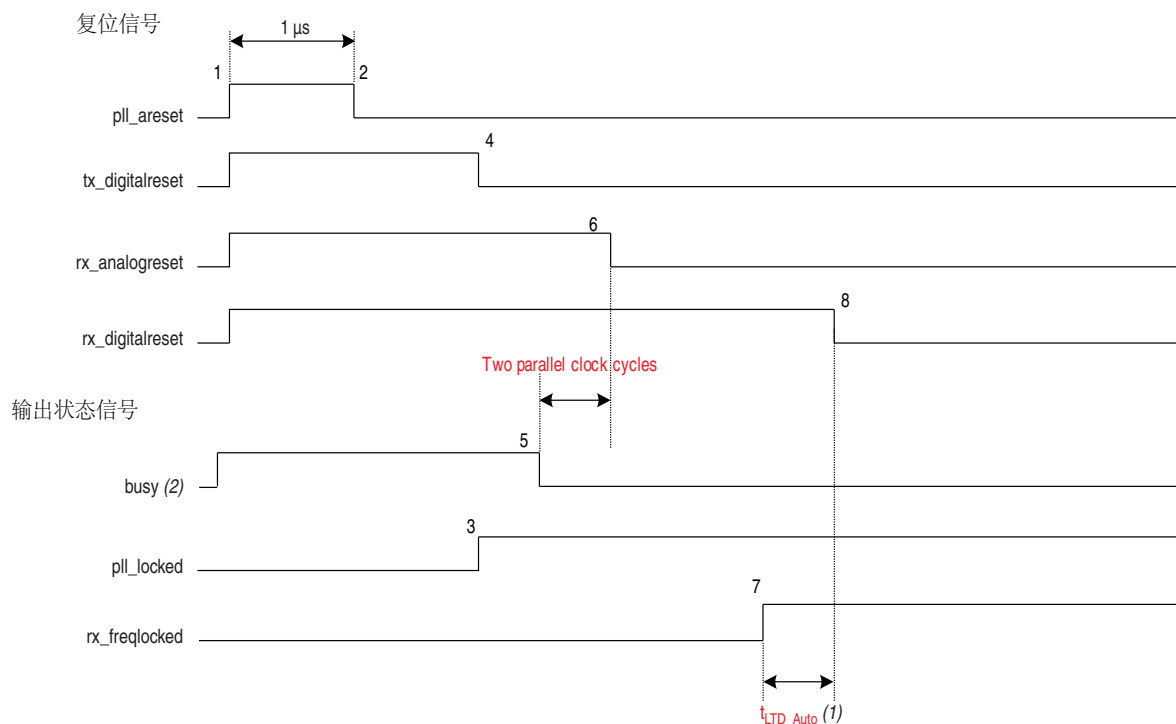 复位信号
1 µs
1
2
pll_areset
4
tx_digitalreset
6
rx_analogreset
8
rx_digitalreset
Two parallel clock cycles
输出状态信号
5
busy (2)
3
pll_locked
7
rx_freqlocked
tLTD_Auto (1)